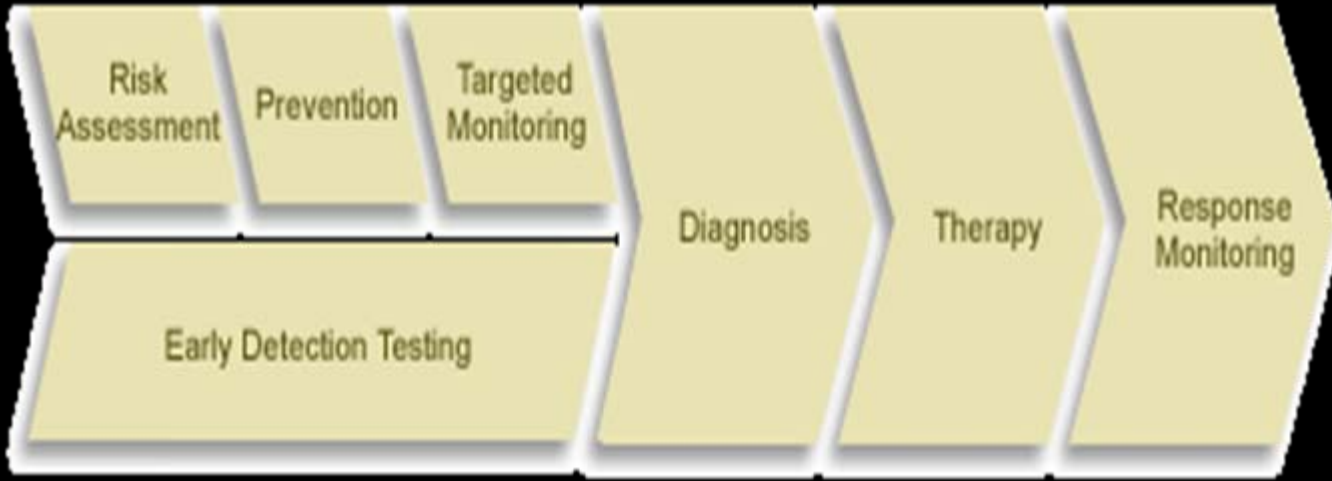 Risk
Assessment
Prevention
Targeted
Monitoring
Early Detection Testing
Diagnosis
Therapy
Response
Monitoring